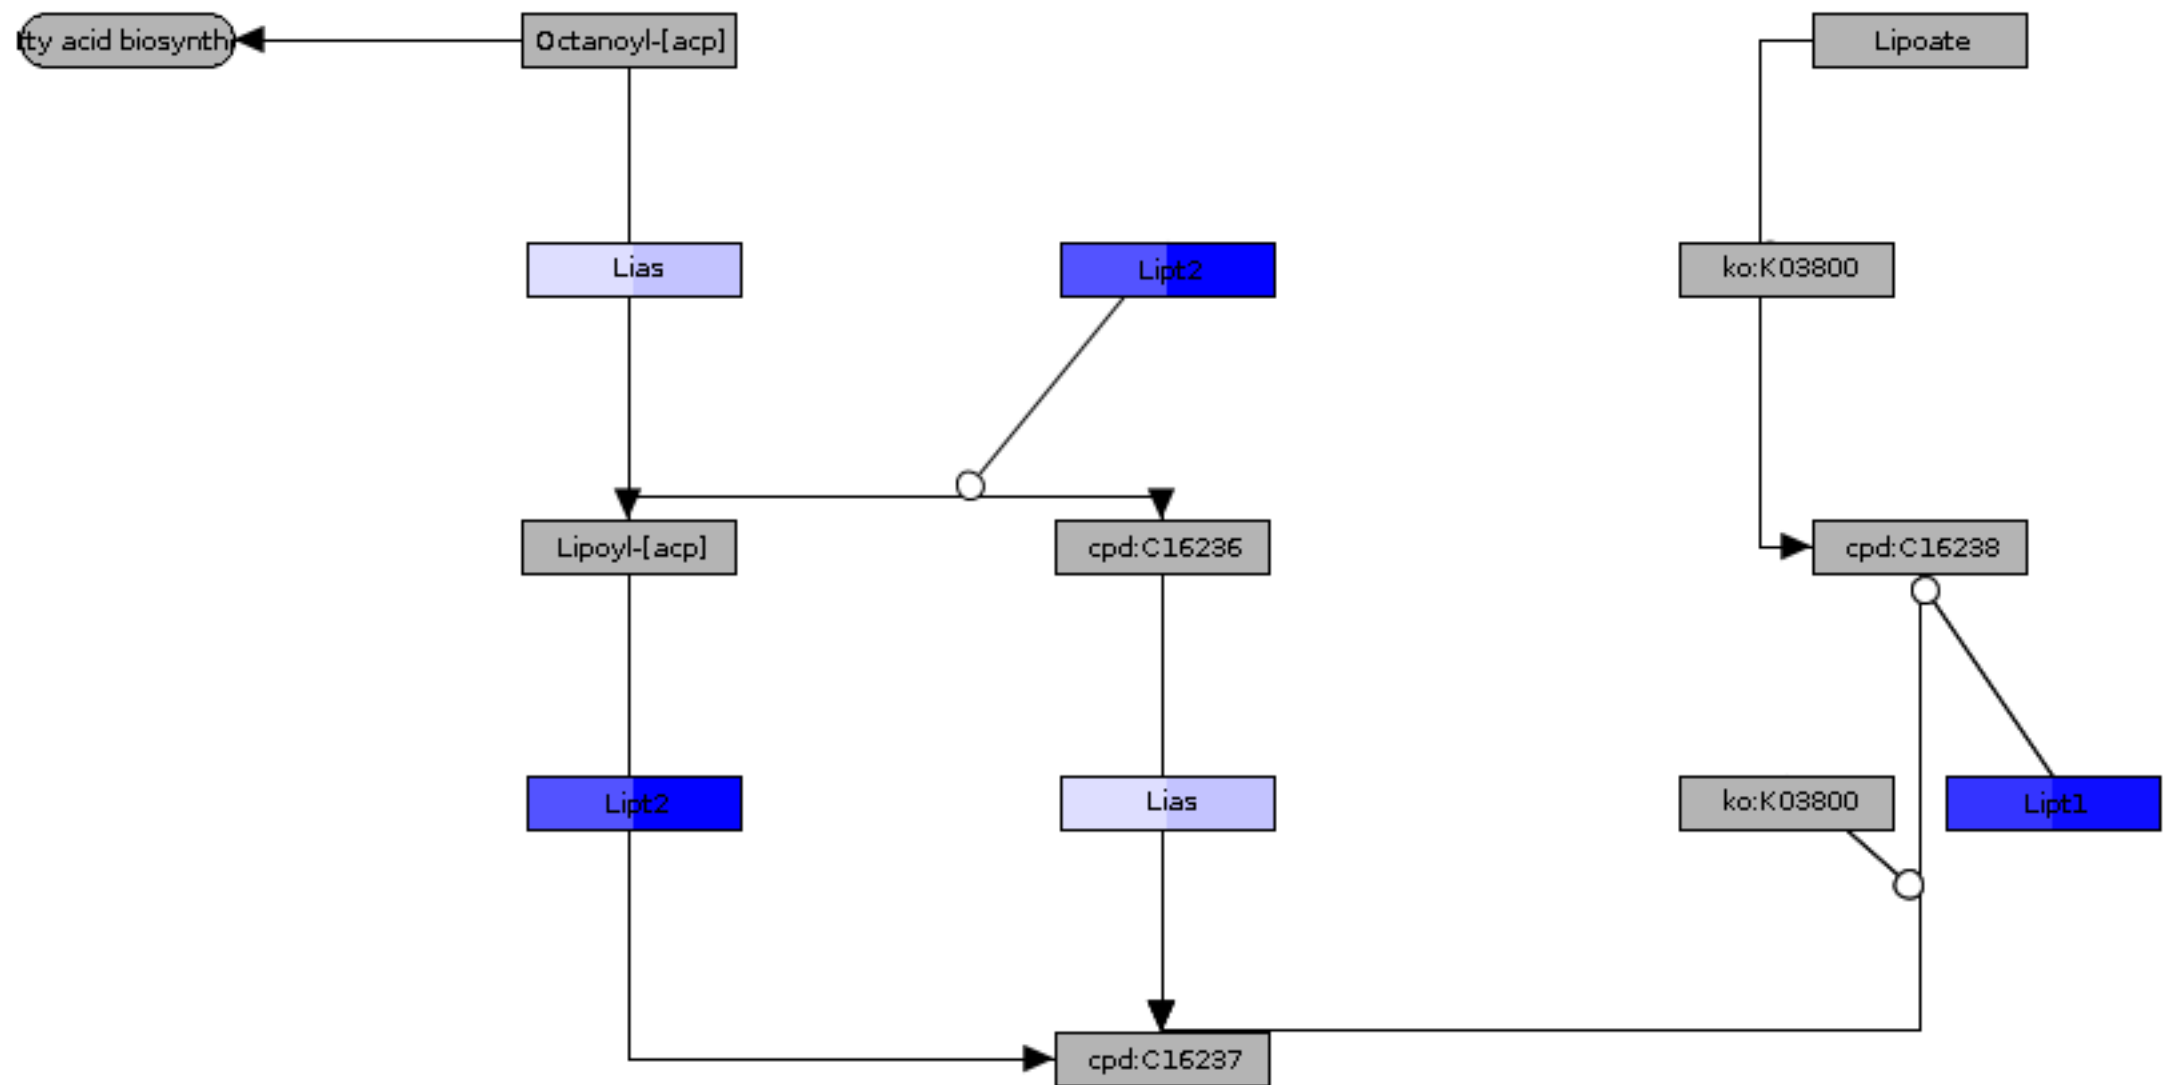 tty acid biosynth
Octanoyl-[acp]
Lipoate
Lias
Lipt2
ko:K03800
Lipoyl-[acp]
cpd:C16236
cpd:C16238
Lipt2
Lias
ko:K03800
Lipt1
cpd:C16237